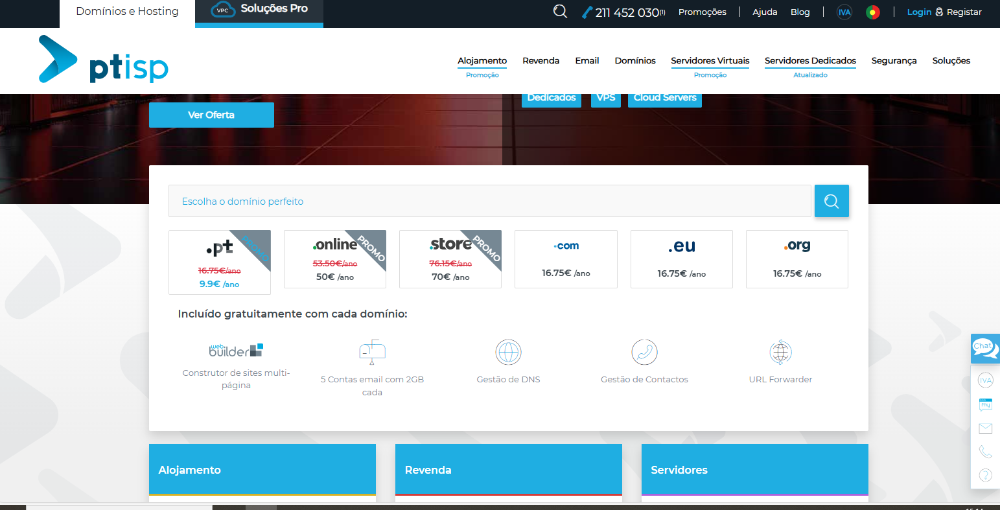 Domínios e Hosting
VPC
Soluções Pro
211 452 030(1)
Promoções
Ajuda
Blog
IVA
Login
Registar
ptisp
Alojamento
Promoção
Revenda
Email
Domínios
Servidores Virtuais
Promoção
Servidores Dedicados
Atualizado
Segurança
Soluções
Ver Oferta
Dedicados
VPS
Cloud Servers
Escolha o domínio perfeito
.pt
PROMO
16.75€/ano
9.9€ /ano
.online
PROMO
53.50€/ano
50€ /ano
.store
PROMO
76.15€/ano
70€ /ano
.com
16.75€ /ano
.eu
16.75€ /ano
.org
16.75€ /ano
Incluído gratuitamente com cada domínio:
web.
builder
Construtor de sites multi-
página
5 Contas email com 2GB
cada
Gestão de DNS
Gestão de Contactos
URL Forwarder
Chat
IVA
my
Alojamento
Revenda
Servidores